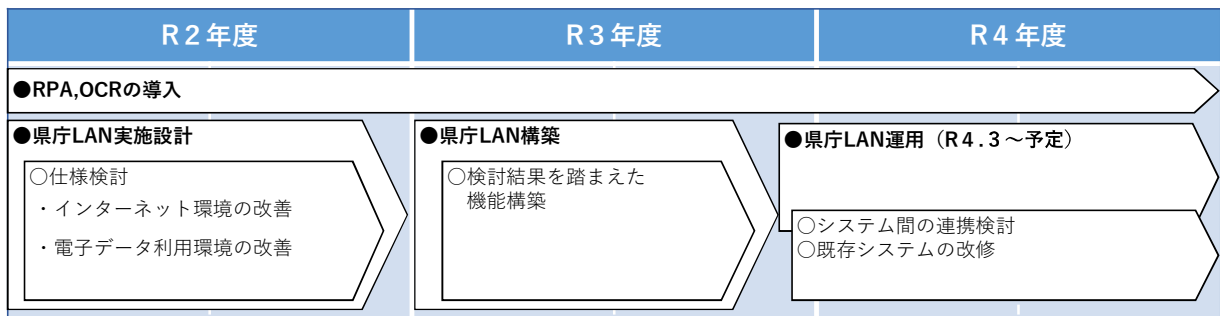 R2年度
R3年度
R4年度
●RPA,OCRの導入
●県庁LAN実施設計
○仕様検討
・インターネット環境の改善
・電子データ利用環境の改善
●県庁LAN構築
○検討結果を踏まえた
機能構築
●県庁LAN運用（R4.3～予定）
○システム間の連携検討
○既存システムの改修